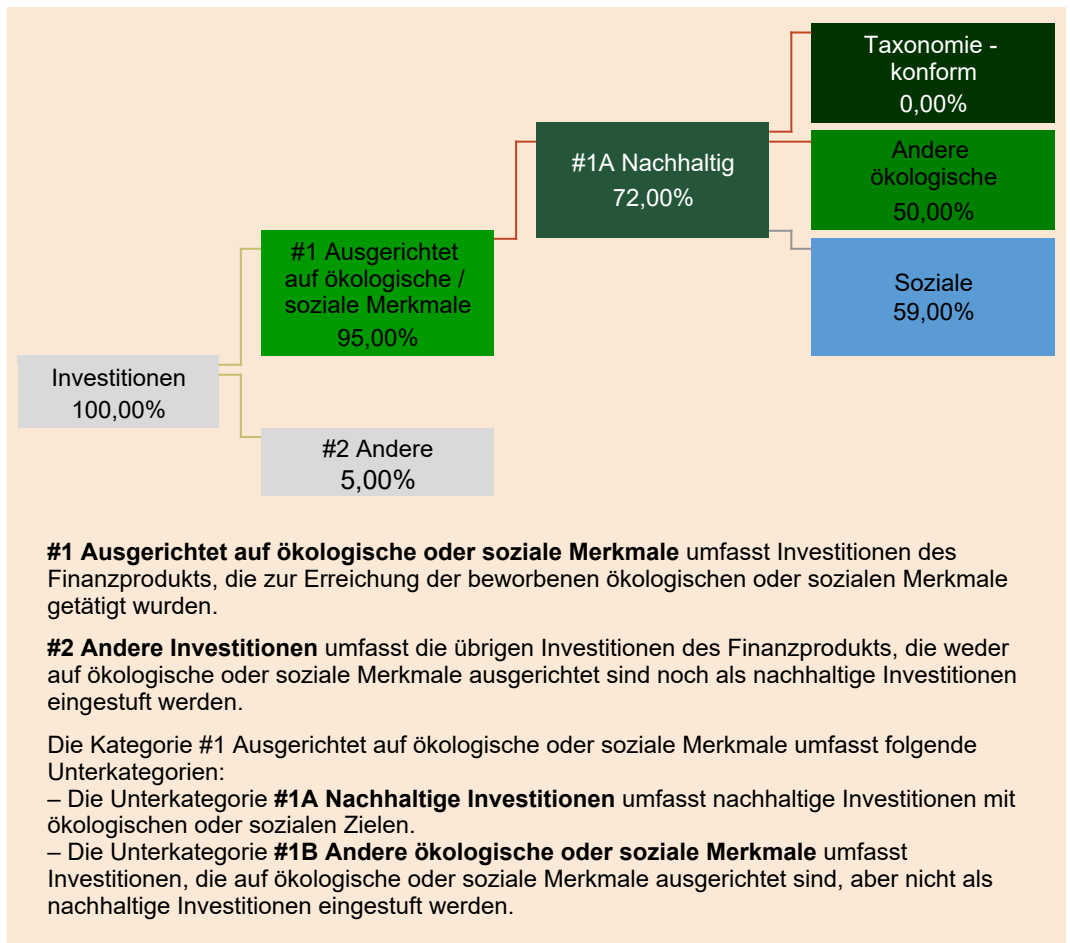 Taxonomie -
konform
0,00%
Andere
ökologische
50,00%
#1A Nachhaltig
72,00%
Soziale
59,00%
#1 Ausgerichtet
auf ökologische /
soziale Merkmale
95,00%
Investitionen
100,00%
#2 Andere
5,00%
#1 Ausgerichtet auf ökologische oder soziale Merkmale umfasst Investitionen des
Finanzprodukts, die zur Erreichung der beworbenen ökologischen oder sozialen Merkmale
getätigt wurden.
#2 Andere Investitionen umfasst die übrigen Investitionen des Finanzprodukts, die weder
auf ökologische oder soziale Merkmale ausgerichtet sind noch als nachhaltige Investitionen
eingestuft werden.
Die Kategorie #1 Ausgerichtet auf ökologische oder soziale Merkmale umfasst folgende
Unterkategorien:
– Die Unterkategorie #1A Nachhaltige Investitionen umfasst nachhaltige Investitionen mit
ökologischen oder sozialen Zielen.
– Die Unterkategorie #1B Andere ökologische oder soziale Merkmale umfasst
Investitionen, die auf ökologische oder soziale Merkmale ausgerichtet sind, aber nicht als
nachhaltige Investitionen eingestuft werden.